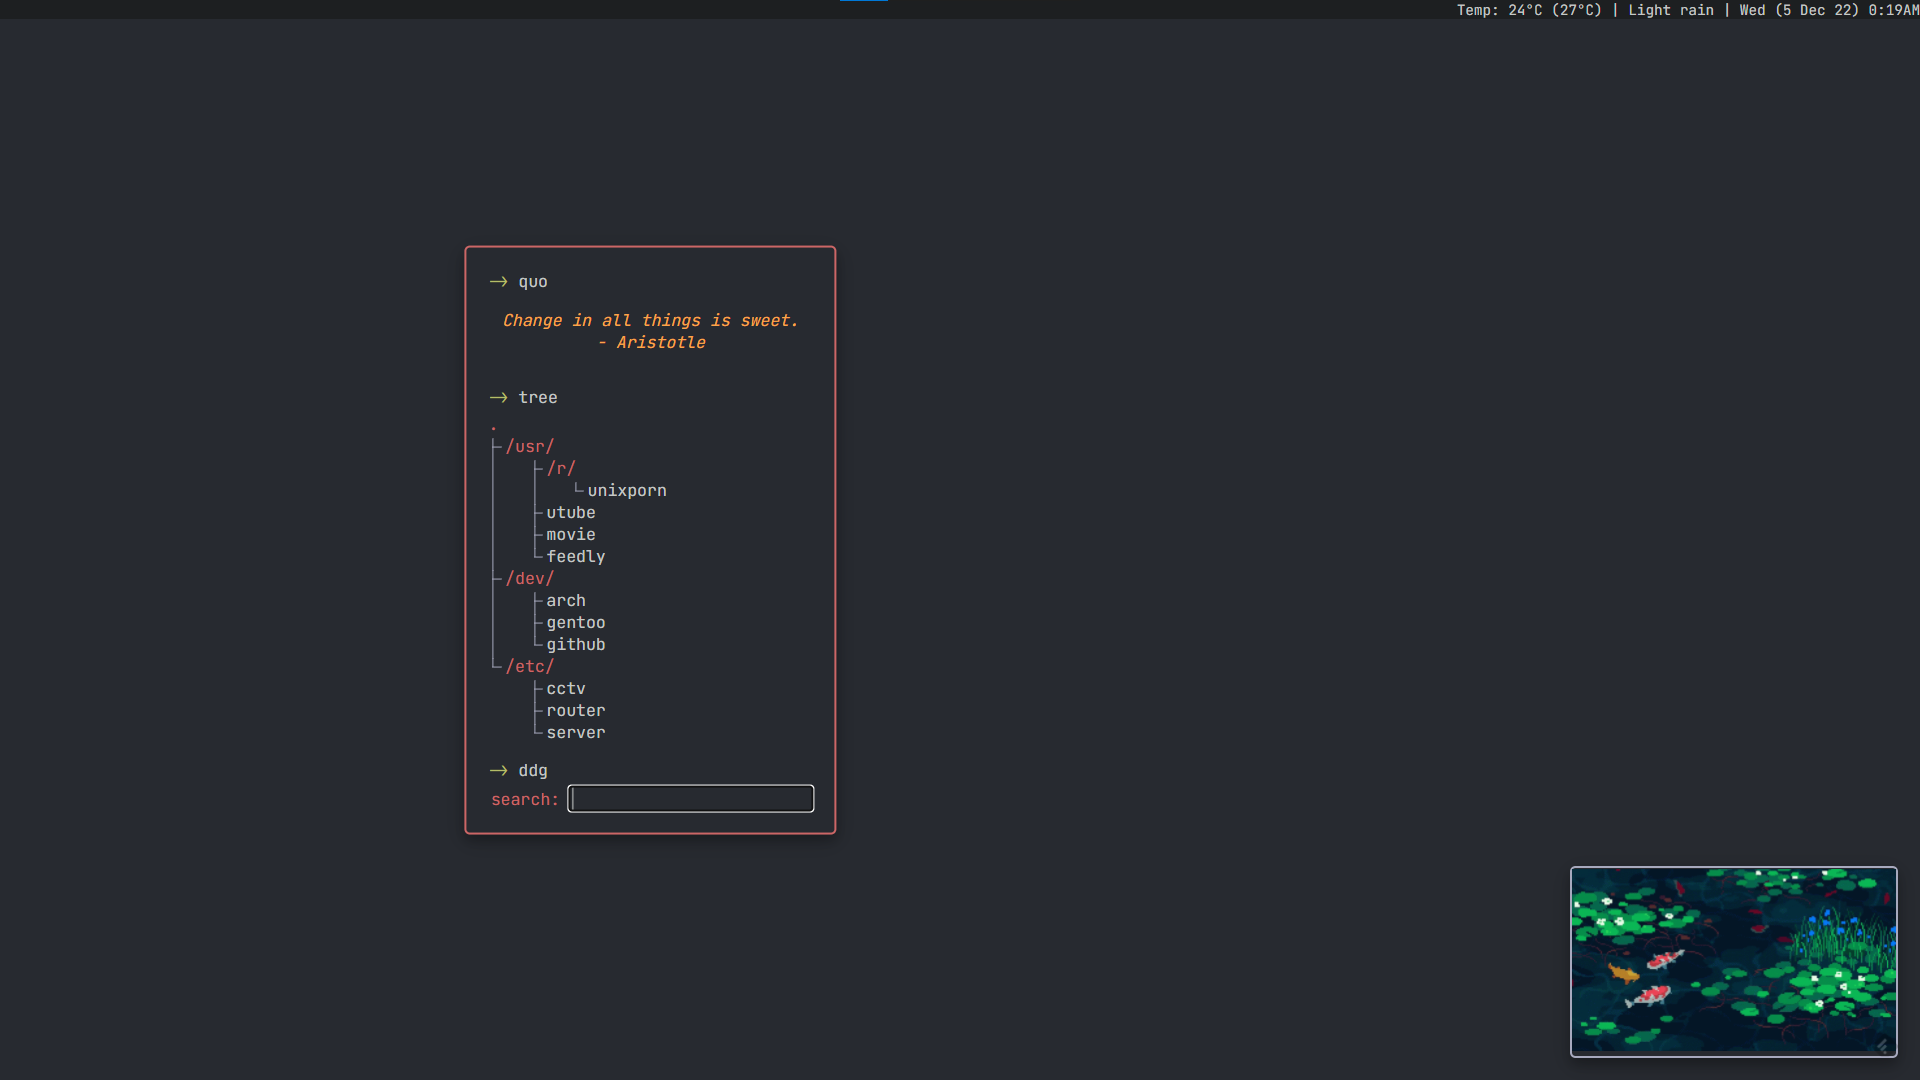 Temp: 24°C (27°C) | Light rain | Wed (5 Dec 22) 0:19AM
—> quo
Change in all things is sweet.
- Aristotle
—> tree
.
/usr/
/r/
unixporn
utube
movie
feedly
/dev/
arch
gentoo
github
/etc/
cctv
router
server
—> ddg
search: